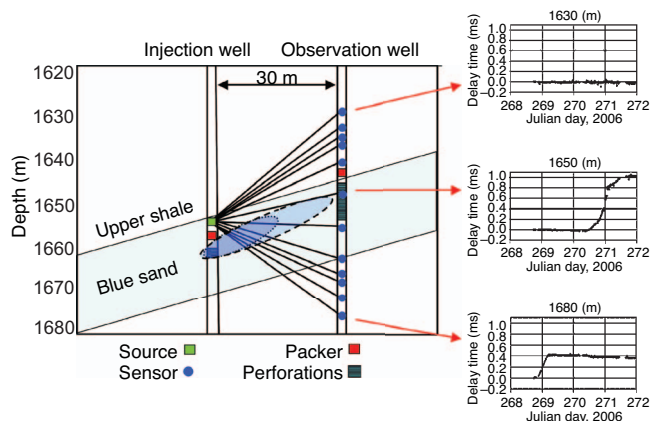 Injection well
Observation well
30 m
Depth (m)
1620
1630
1640
1650
1660
1670
1680
Upper shale
Blue sand
Source
Packer
Sensor
Perforations
1630 (m)
Delay time (ms)
1.0
0.8
0.6
0.4
0.2
0.0
−0.2
268 269 270 271 272
Julian day, 2006
1650 (m)
Delay time (ms)
1.0
0.8
0.6
0.4
0.2
0.0
−0.2
268 269 270 271 272
Julian day, 2006
1680 (m)
Delay time (ms)
1.0
0.8
0.6
0.4
0.2
0.0
−0.2
268 269 270 271 272
Julian day, 2006